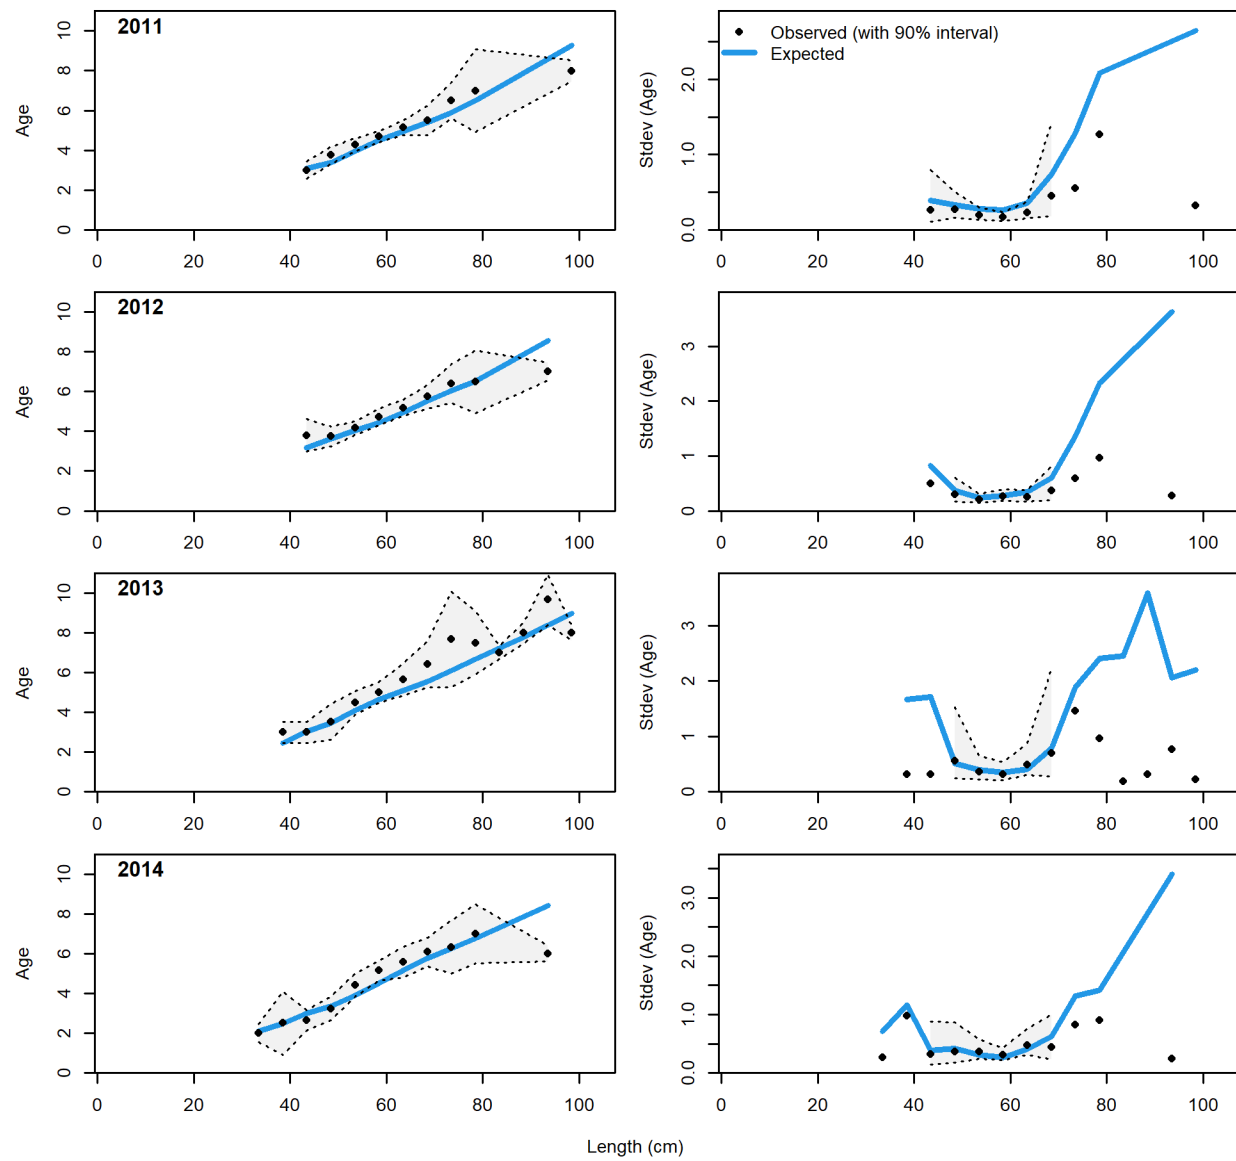 2011
Age
0 2 4 6 8 10
0 20 40 60 80 100
Observed (with 90% interval)
Expected
Stdev (Age)
0.0 1.0 2.0
0 20 40 60 80 100
2012
Age
0 2 4 6 8 10
0 20 40 60 80 100
Stdev (Age)
0 1 2 3
0 20 40 60 80 100
2013
Age
0 2 4 6 8 10
0 20 40 60 80 100
Stdev (Age)
0 1 2 3
0 20 40 60 80 100
2014
Age
0 2 4 6 8 10
0 20 40 60 80 100
Stdev (Age)
0.0 1.0 2.0 3.0
0 20 40 60 80 100
Length (cm)